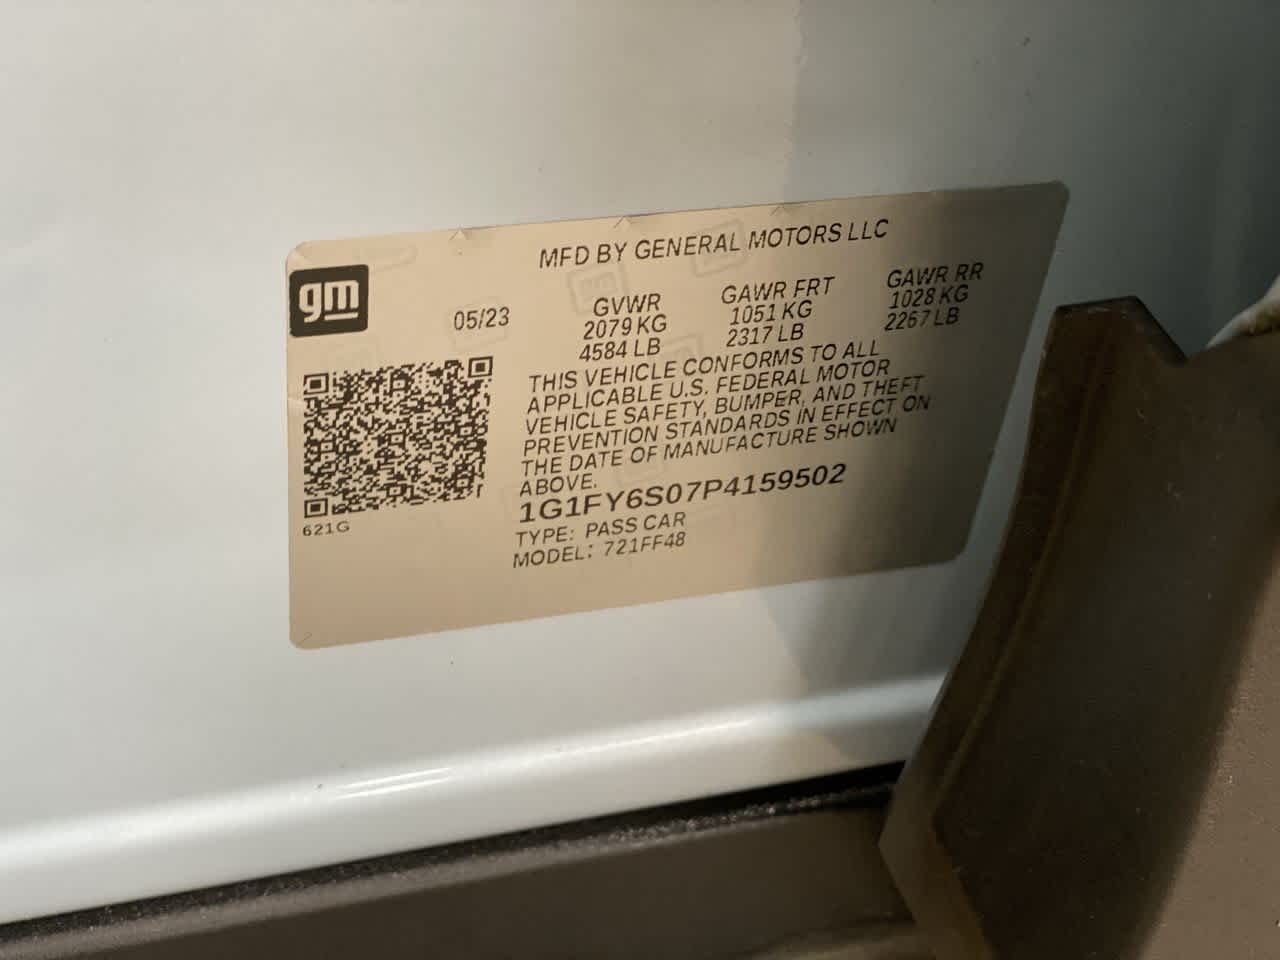 MFD BY GENERAL MOTORS LLC
gm
05/23
GVWR
2079 KG
4584 LB
GAWR FRT
1051 KG
2317 LB
GAWR RR
1028 KG
2267 LB
THIS VEHICLE CONFORMS TO ALL
APPLICABLE U.S. FEDERAL MOTOR
VEHICLE SAFETY, BUMPER, AND THEFT
PREVENTION STANDARDS IN EFFECT ON
THE DATE OF MANUFACTURE SHOWN
ABOVE.
1G1FY6S07P4159502
TYPE: PASS CAR
MODEL: 721FF48
621G